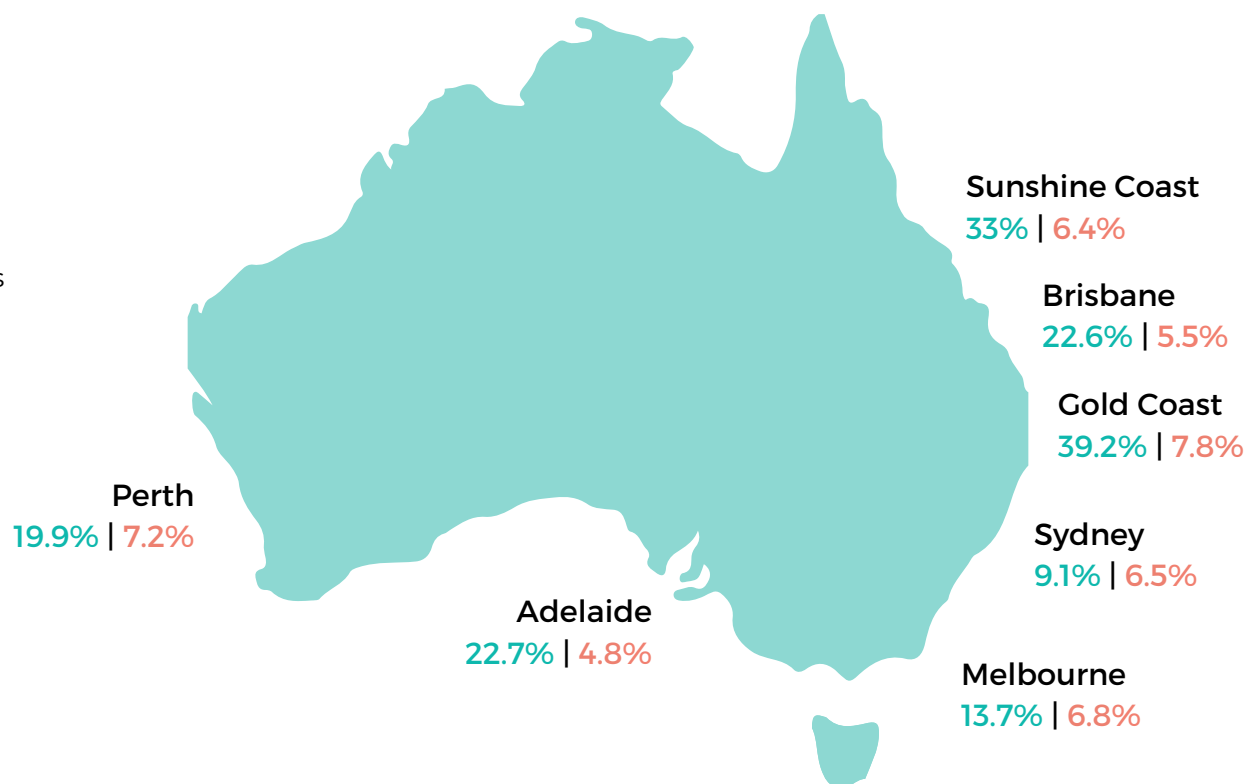 Sunshine Coast
33% | 6.4%
s
Brisbane
22.6% | 5.5%
Gold Coast
39.2% | 7.8%
Perth
19.9% | 7.2%
Sydney
9.1% | 6.5%
Adelaide
22.7% | 4.8%
Melbourne
13.7% | 6.8%